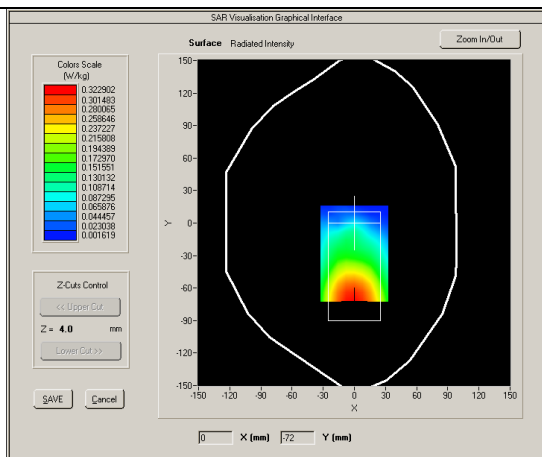 SAR Visualisation Graphical Interface
Surface Radiated Intensity
Zoom In/Out
Colors Scale
(W/kg)
0.322902
0.301483
0.280065
0.258646
0.237227
0.215808
0.194389
0.172970
0.151551
0.130132
0.108714
0.087295
0.065876
0.044457
0.023038
0.001619
Z-Cuts Control
<< Upper Cut
Z = 4.0 mm
Lower Cut >>
SAVE Cancel
150-
120-
90-
60-
30-
0-
-30-
-60-
-90-
-120-
-150-
Y
-150 -120 -90 -60 -30 0 30 60 90 120 150
X
0 X (mm) -72 Y (mm)